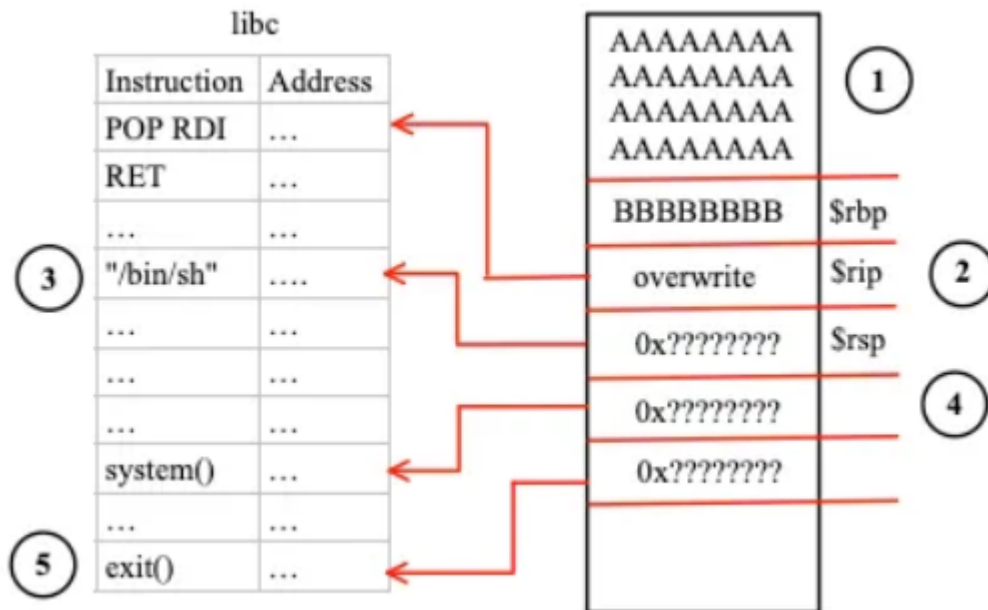 libc
Instruction Address
POP RDI ...
RET ...
... ...
"/bin/sh" ....
... ...
... ...
... ...
system() ...
... ...
exit() ...
3
5
AAAAAAAA
AAAAAAAA
AAAAAAAA
AAAAAAAA
1
BBBBBBBB $rbp
overwrite $rip
2
0x???????? $rsp
0x????????
4
0x????????